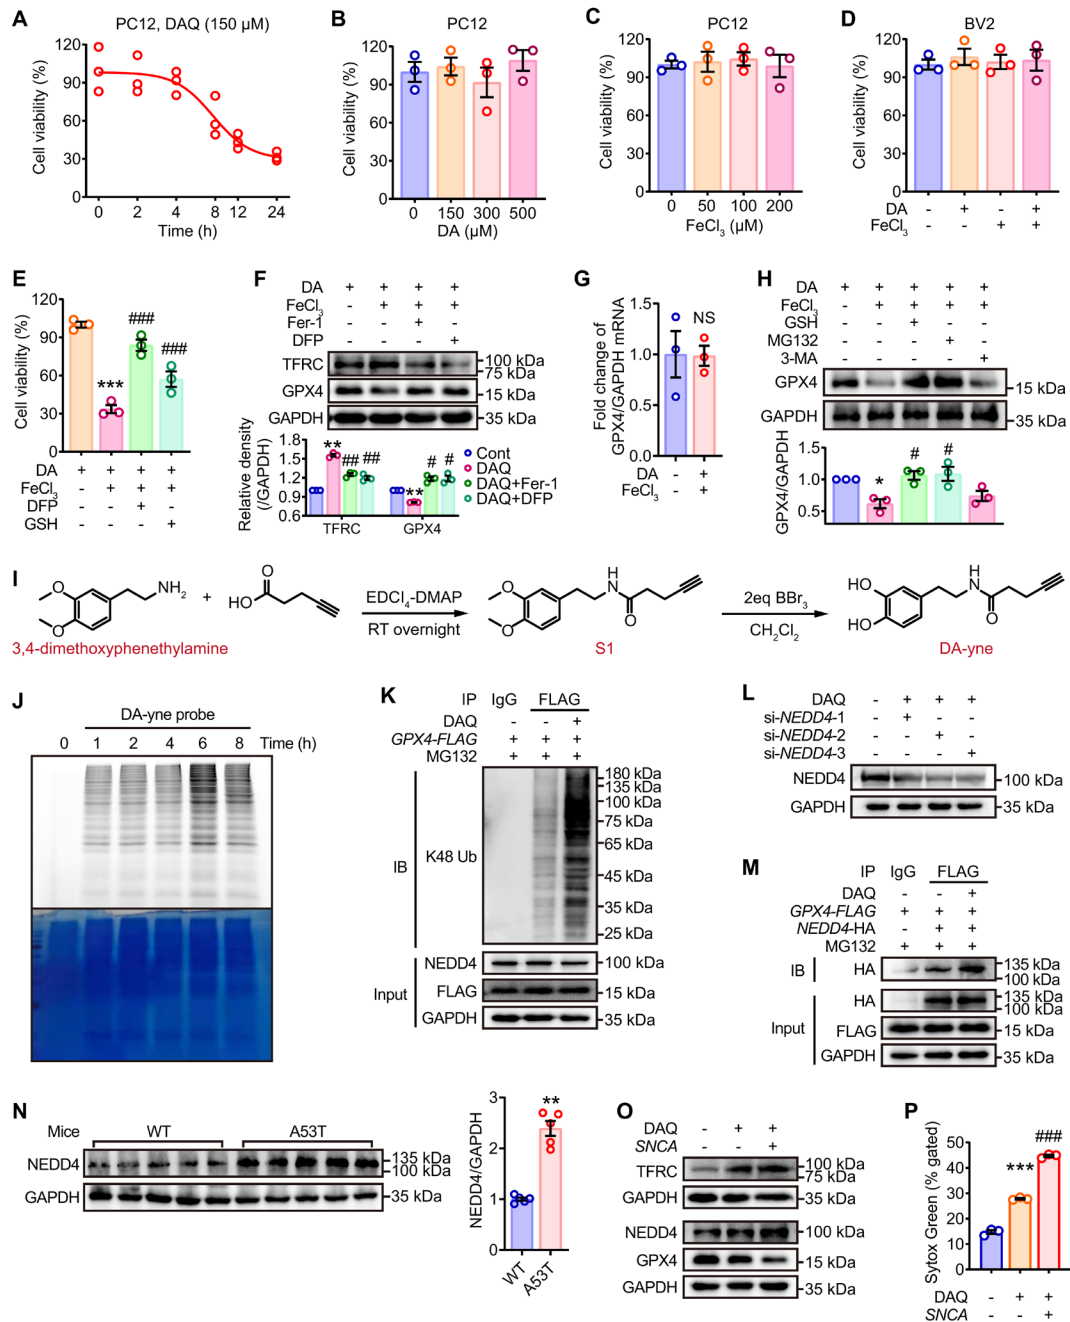 A
PC12, DAQ (150 µM)
Cell viability (%)
120
90
60
30
0
0 2 4 8 12 24
Time (h)
B
PC12
Cell viability (%)
120
90
60
30
0
0 150 300 500
DA (µM)
C
PC12
Cell viability (%)
120
90
60
30
0
0 50 100 200
FeCl3 (µM)
D
BV2
Cell viability (%)
120
90
60
30
0
DA - + - +
FeCl3 - - + +
E
Cell viability (%)
120
90
60
30
0
*** ### ###
DA + + + +
FeCl3 - + + +
DFP - - + -
GSH - - - +
F
DA + + + +
FeCl3 - + + +
Fer-1 - - + -
DFP - - - +
TFRC
100 kDa
75 kDa
GPX4 15 kDa
GAPDH 35 kDa
Relative density
(/GAPDH)
1.8
1.5
1.2
0.9
0.6
** ## ##
** # #
TFRC GPX4
Cont
DAQ
DAQ+Fer-1
DAQ+DFP
G
Fold change of
GPX4/GAPDH mRNA
1.5
1.0
0.5
0.0
NS
DA - +
FeCl3 - +
H
DA + + + + +
FeCl3 - + + + +
GSH - - + - -
MG132 - - - + -
3-MA - - - - +
GPX4 15 kDa
GAPDH 35 kDa
GPX4/GAPDH
1.5
1.0
0.5
* # #
I
O
O
NH2
+
HO
O
EDCI4-DMAP
RT overnight
O
O
H
N
O
2eq BBr3
CH2Cl2
HO
HO
H
N
O
3,4-dimethoxyphenethylamine
S1
DA-yne
J
DA-yne probe
0 1 2 4 6 8 Time (h)
K
IP IgG FLAG
DAQ - - +
GPX4-FLAG + + +
MG132 + + +
IB
K48 Ub
180 kDa
135 kDa
100 kDa
75 kDa
65 kDa
45 kDa
35 kDa
25 kDa
Input
NEDD4 100 kDa
FLAG 15 kDa
GAPDH 35 kDa
L
DAQ - + + +
si-NEDD4-1 - + - -
si-NEDD4-2 - - + -
si-NEDD4-3 - - - +
NEDD4 100 kDa
GAPDH 35 kDa
M
IP IgG FLAG
DAQ - - +
GPX4-FLAG + + +
NEDD4-HA - + +
MG132 + + +
IB HA
135 kDa
100 kDa
Input
HA
135 kDa
100 kDa
FLAG 15 kDa
GAPDH 35 kDa
N
Mice WT A53T
NEDD4
135 kDa
100 kDa
GAPDH 35 kDa
NEDD4/GAPDH
3
2
1
0
**
WT A53T
O
DAQ - + +
SNCA - - +
TFRC
100 kDa
75 kDa
GAPDH 35 kDa
NEDD4 100 kDa
GPX4 15 kDa
GAPDH 35 kDa
P
Sytox Green (% gated)
50
40
30
20
10
0
*** ###
DAQ - + +
SNCA - - +